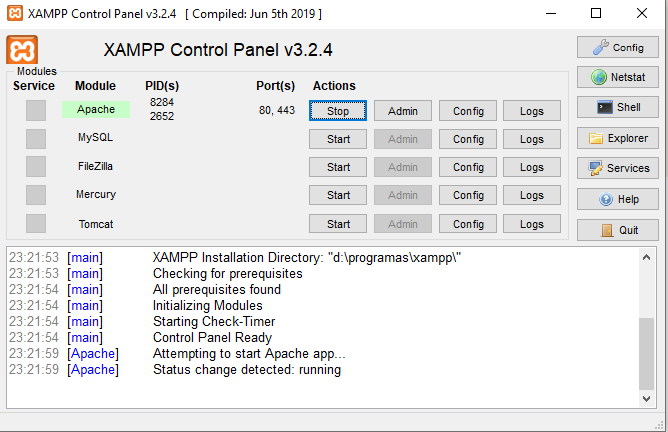 XAMPP Control Panel v3.2.4 [ Compiled: Jun 5th 2019 ]
XAMPP Control Panel v3.2.4
Config
Modules
Service Module PID(s) Port(s) Actions
Netstat
Apache 8284 2652 80, 443 Stop Admin Config Logs
Shell
MySQL Start Admin Config Logs
Explorer
FileZilla Start Admin Config Logs
Services
Mercury Start Admin Config Logs
Help
Tomcat Start Admin Config Logs
Quit
23:21:53 [main] XAMPP Installation Directory: "d:\programas\xampp\"
23:21:53 [main] Checking for prerequisites
23:21:54 [main] All prerequisites found
23:21:54 [main] Initializing Modules
23:21:54 [main] Starting Check-Timer
23:21:54 [main] Control Panel Ready
23:21:59 [Apache] Attempting to start Apache app...
23:21:59 [Apache] Status change detected: running